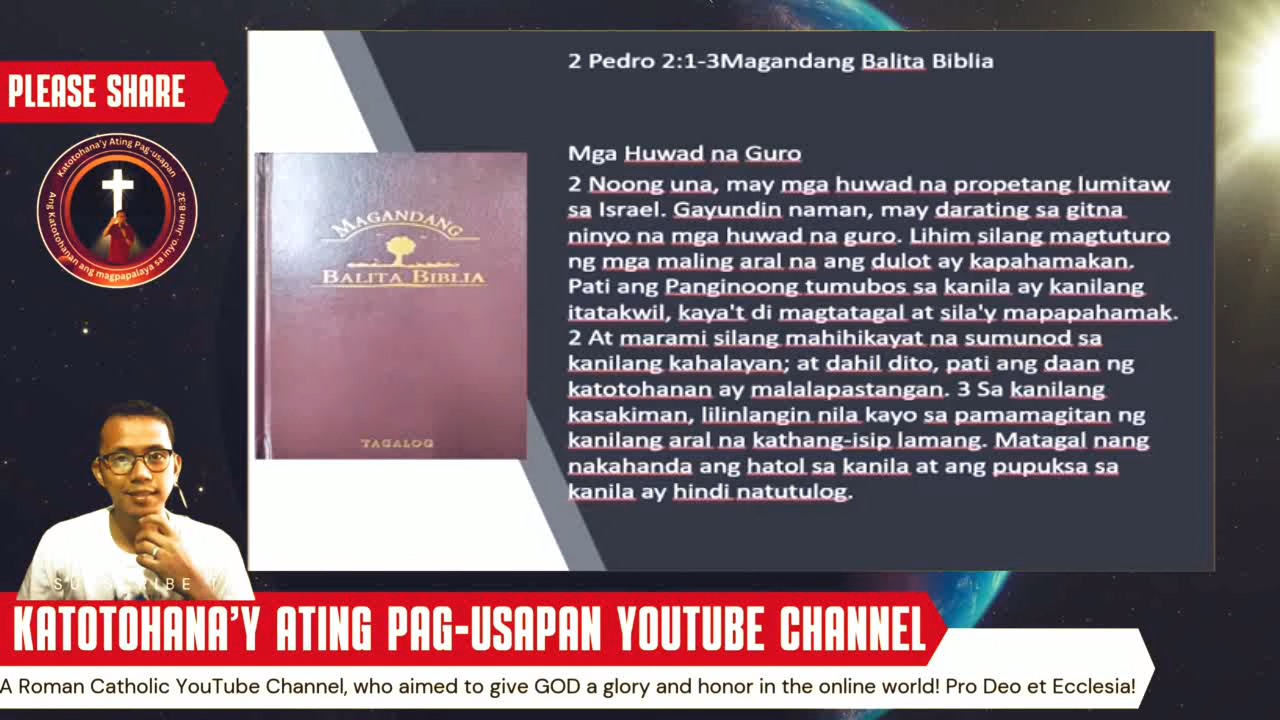 PLEASE SHARE
Katotohana'y Ating Pag-usapan
Ang Katotohanan ang magpapalaya sa inyo. Juan 8:32
2 Pedro 2:1-3Magandang Balita Biblia
Mga Huwad na Guro
2 Noong una, may mga huwad na propetang lumitaw
sa Israel. Gayundin naman, may darating sa gitna
ninyo na mga huwad na guro. Lihim silang magtuturo
ng mga maling aral na ang dulot ay kapahamakan.
Pati ang Panginoong tumubos sa kanila ay kanilang
itatakwil, kaya't di magtatagal at sila'y mapapahamak.
2 At marami silang mahihikayat na sumunod sa
kanilang kahalayan; at dahil dito, pati ang daan ng
katotohanan ay malalapastangan. 3 Sa kanilang
kasakiman, lilinlangin nila kayo sa pamamagitan ng
kanilang aral na kathang-isip lamang. Matagal nang
nakahanda ang hatol sa kanila at ang pupuksa sa
kanila ay hindi natutulog.
MAGANDANG
BALITA BIBLIA
TAGALOG
KATOTOHANA'Y ATING PAG-USAPAN YOUTUBE CHANNEL
A Roman Catholic YouTube Channel, who aimed to give GOD a glory and honor in the online world! Pro Deo et Ecclesia!